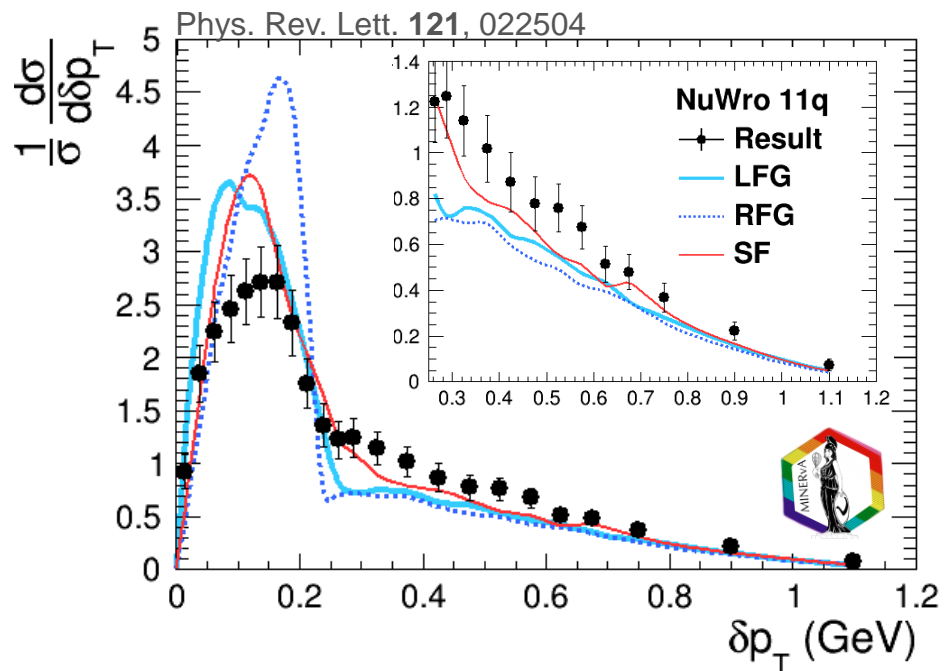 Phys. Rev. Lett. 121, 022504
1/σ dσ/dδp_T
5
4.5
4
3.5
3
2.5
2
1.5
1
0.5
0
0 0.2 0.4 0.6 0.8 1 1.2
δp_T (GeV)
1.4
1.2
1
0.8
0.6
0.4
0.2
0
0.3 0.4 0.5 0.6 0.7 0.8 0.9 1.0 1.1 1.2
NuWro 11q
Result
LFG
RFG
SF
MINERνA